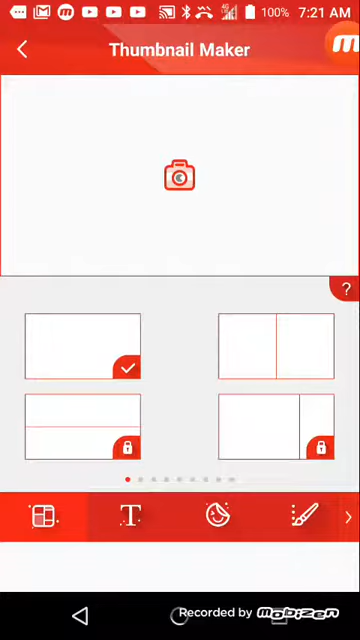 100% 7:21 AM
Thumbnail Maker
m
?
T
Recorded by mobizen